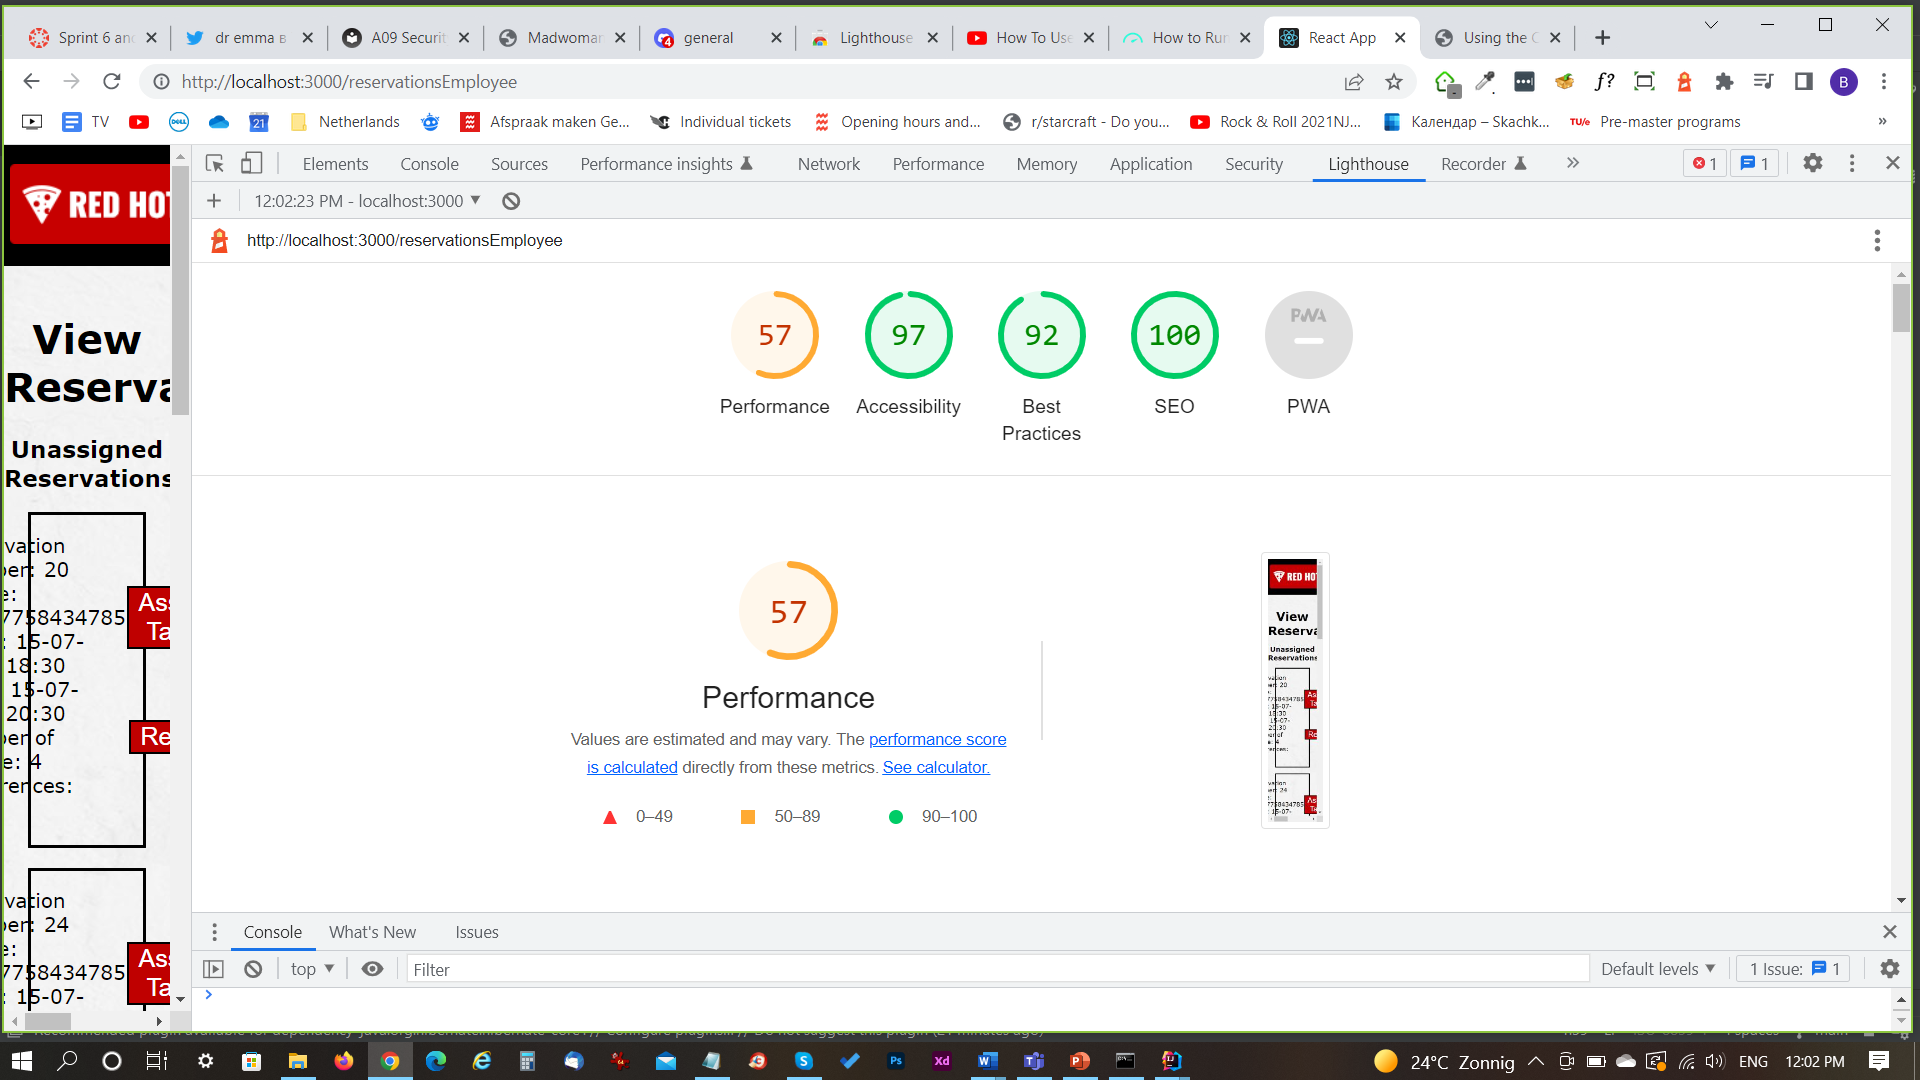 Sprint 6 an
dr emma в
A09 Securit
Madwoman
general
Lighthouse
How To Use
How to Run
React App
Using the C
http://localhost:3000/reservationsEmployee
f?
B
TV
21
Netherlands
Afspraak maken Ge...
Individual tickets
Opening hours and...
r/starcraft - Do you...
Rock & Roll 2021NJ...
Календар – Skachk...
TU/e Pre-master programs
»
Elements
Console
Sources
Performance insights
Network
Performance
Memory
Application
Security
Lighthouse
Recorder
1
1
12:02:23 PM - localhost:3000
http://localhost:3000/reservationsEmployee
RED HOT
View
Reserva
Unassigned
Reservations
vation
ber: 20
e:
7758434785
: 15-07-
18:30
15-07-
20:30
ber of
e: 4
rences:
Ass
Ta
Re
vation
ber: 24
e:
7758434785
: 15-07-
Ass
Ta
57
97
92
100
PWA
Performance
Accessibility
Best
Practices
SEO
PWA
57
Performance
Values are estimated and may vary. The performance score
is calculated directly from these metrics. See calculator.
0–49
50–89
90–100
RED HO
View
Reserva
Unassigned
Reservations
Console
What's New
Issues
top
Filter
Default levels
1 Issue: 1
24°C Zonnig
ENG
12:02 PM